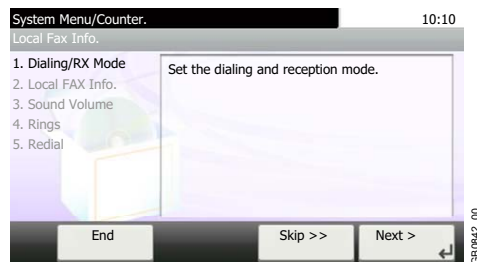 System Menu/Counter.
10:10
Local Fax Info.
1. Dialing/RX Mode
2. Local FAX Info.
3. Sound Volume
4. Rings
5. Redial
Set the dialing and reception mode.
End
Skip >>
Next >
GB0842_00